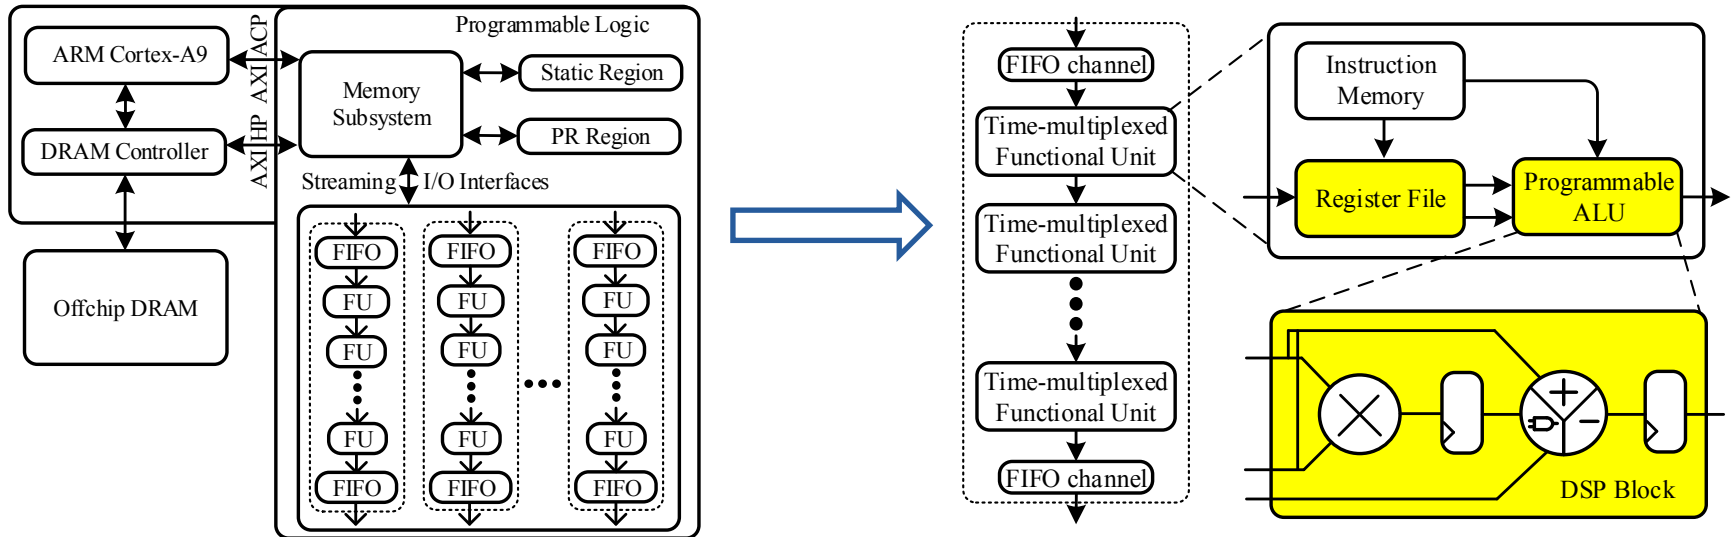 Programmable Logic
ARM Cortex-A9
DRAM Controller
Offchip DRAM
AXI ACP
AXI HP
Memory
Subsystem
Static Region
PR Region
Streaming I/O Interfaces
FIFO
FU
FU
FU
FIFO
FIFO
FU
FU
FU
FIFO
FIFO
FU
FU
FU
FIFO
FIFO channel
Time-multiplexed
Functional Unit
Time-multiplexed
Functional Unit
Time-multiplexed
Functional Unit
FIFO channel
Instruction
Memory
Register File
Programmable
ALU
DSP Block